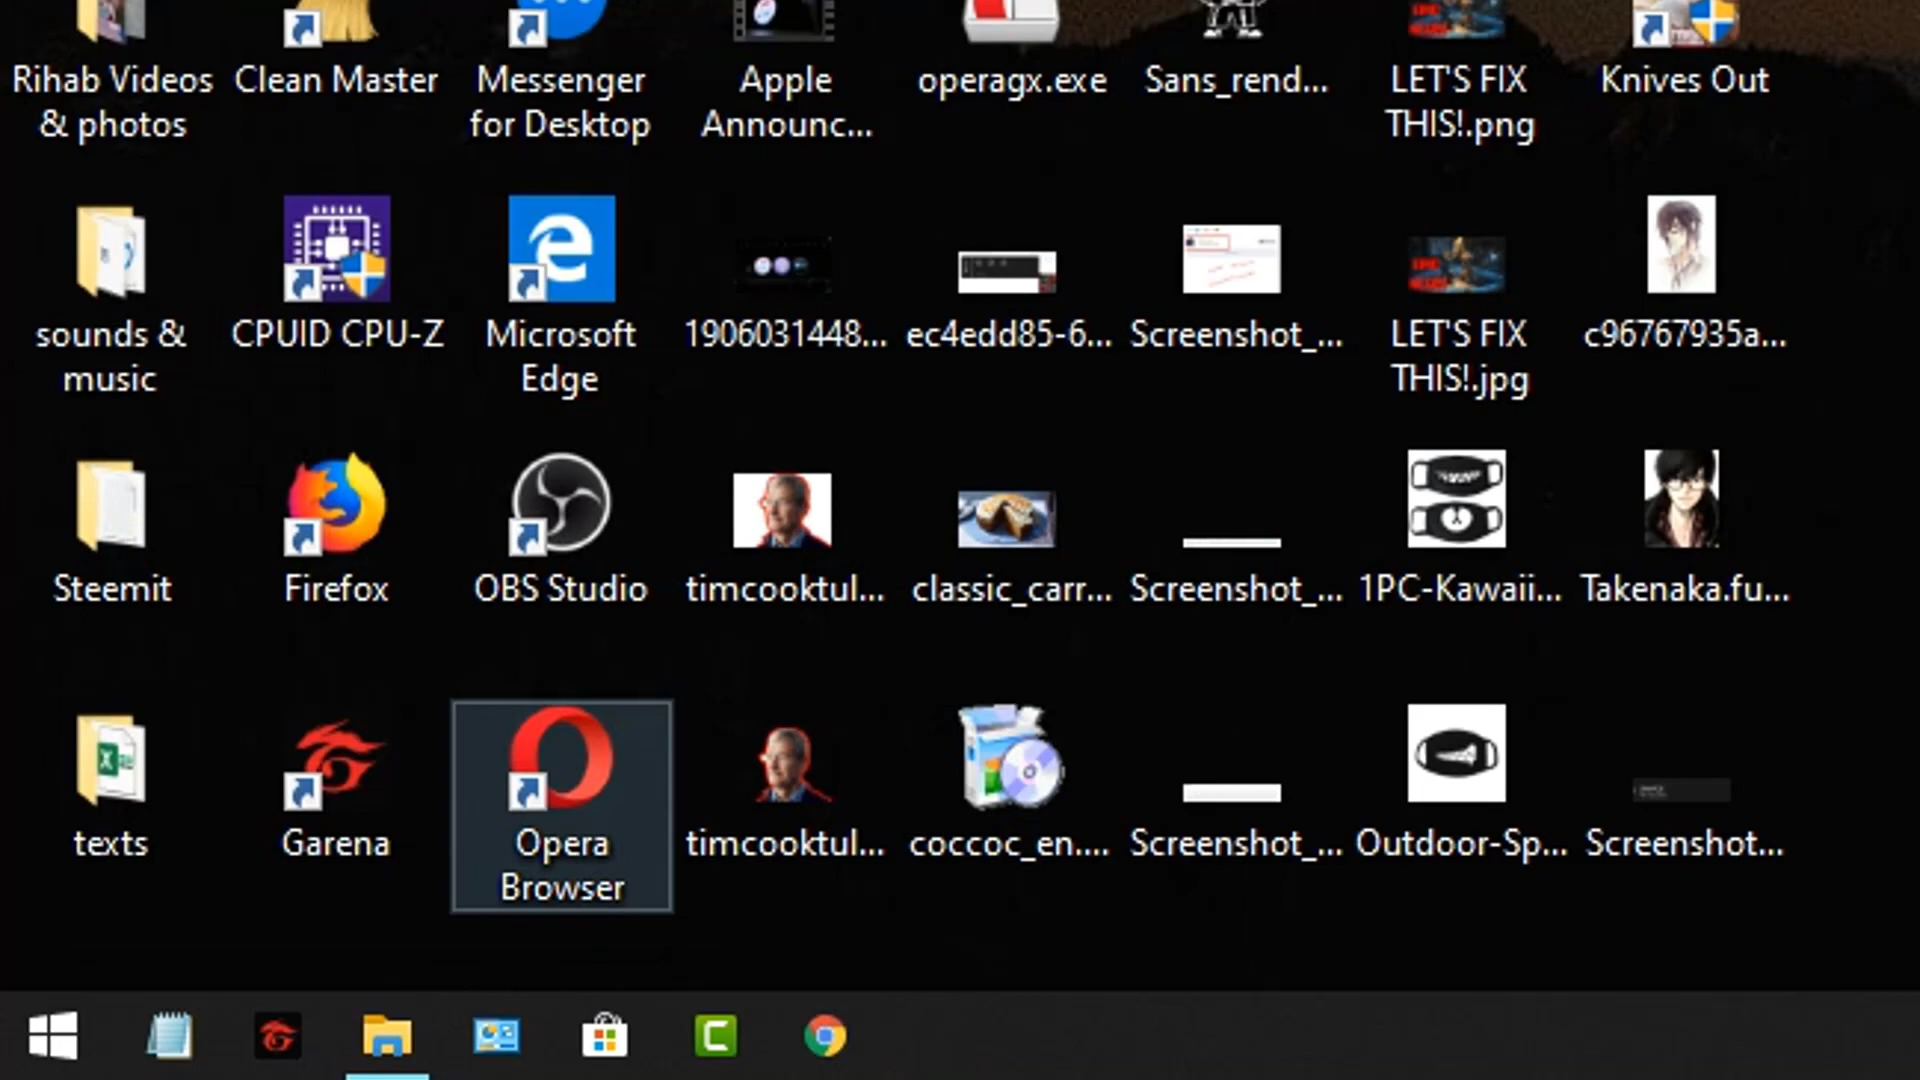 Rihab Videos
& photos
Clean Master
Messenger
for Desktop
Apple
Announc...
operagx.exe
Sans_rend...
LET'S FIX
THIS!.png
Knives Out
sounds &
music
CPUID CPU-Z
Microsoft
Edge
1906031448...
ec4edd85-6...
Screenshot_...
LET'S FIX
THIS!.jpg
c96767935a...
Steemit
Firefox
OBS Studio
timcooktul...
classic_carr...
Screenshot_...
1PC-Kawaii...
Takenaka.fu...
texts
Garena
Opera
Browser
timcooktul...
coccoc_en....
Screenshot_...
Outdoor-Sp...
Screenshot...